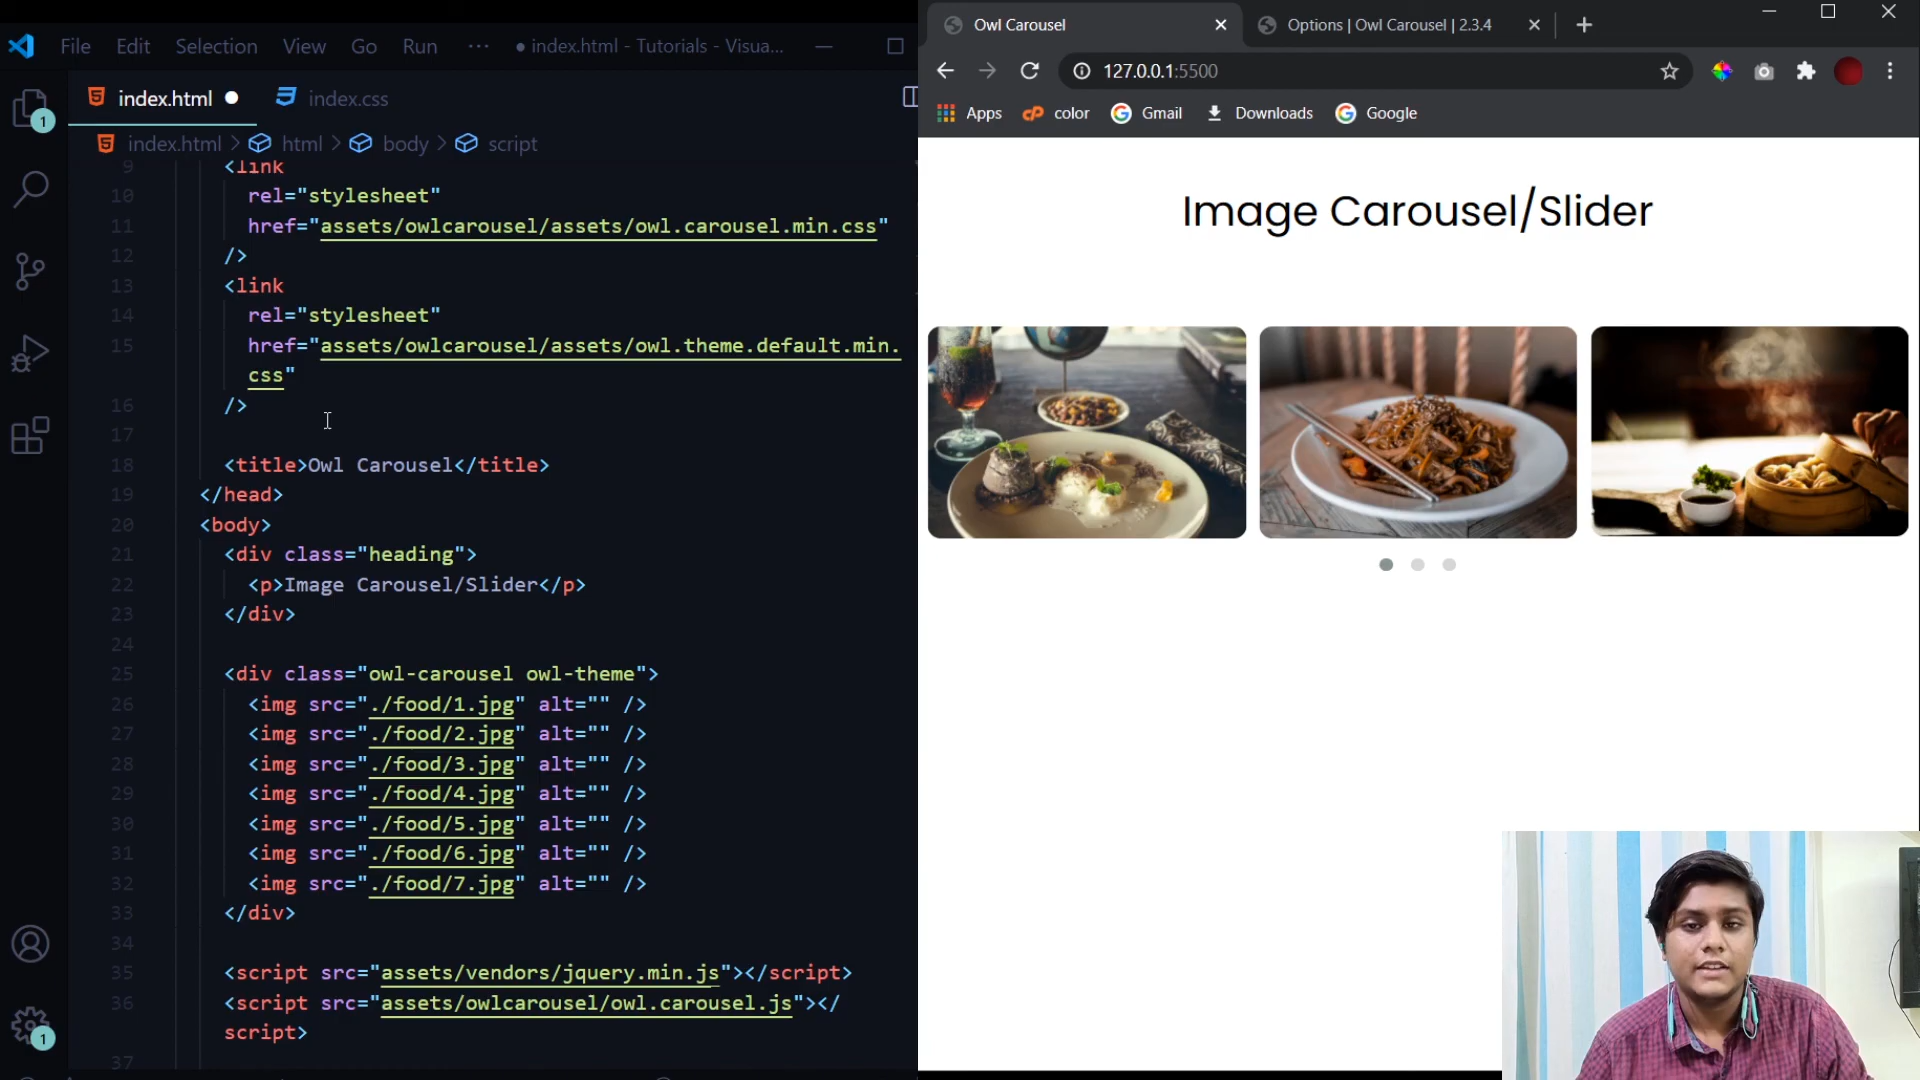 File Edit Selection View Go Run ··· ● index.html - Tutorials - Visua...
index.html ● index.css
index.html > html > body > script
9 <link
10 rel="stylesheet"
11 href="assets/owlcarousel/assets/owl.carousel.min.css"
12 />
13 <link
14 rel="stylesheet"
15 href="assets/owlcarousel/assets/owl.theme.default.min.
css"
16 />
17
18 <title>Owl Carousel</title>
19 </head>
20 <body>
21 <div class="heading">
22 <p>Image Carousel/Slider</p>
23 </div>
24
25 <div class="owl-carousel owl-theme">
26 <img src="./food/1.jpg" alt="" />
27 <img src="./food/2.jpg" alt="" />
28 <img src="./food/3.jpg" alt="" />
29 <img src="./food/4.jpg" alt="" />
30 <img src="./food/5.jpg" alt="" />
31 <img src="./food/6.jpg" alt="" />
32 <img src="./food/7.jpg" alt="" />
33 </div>
34
35 <script src="assets/vendors/jquery.min.js"></script>
36 <script src="assets/owlcarousel/owl.carousel.js"></
script>
37
1
1
Owl Carousel Options | Owl Carousel | 2.3.4
127.0.0.1:5500
Apps color Gmail Downloads Google
Image Carousel/Slider